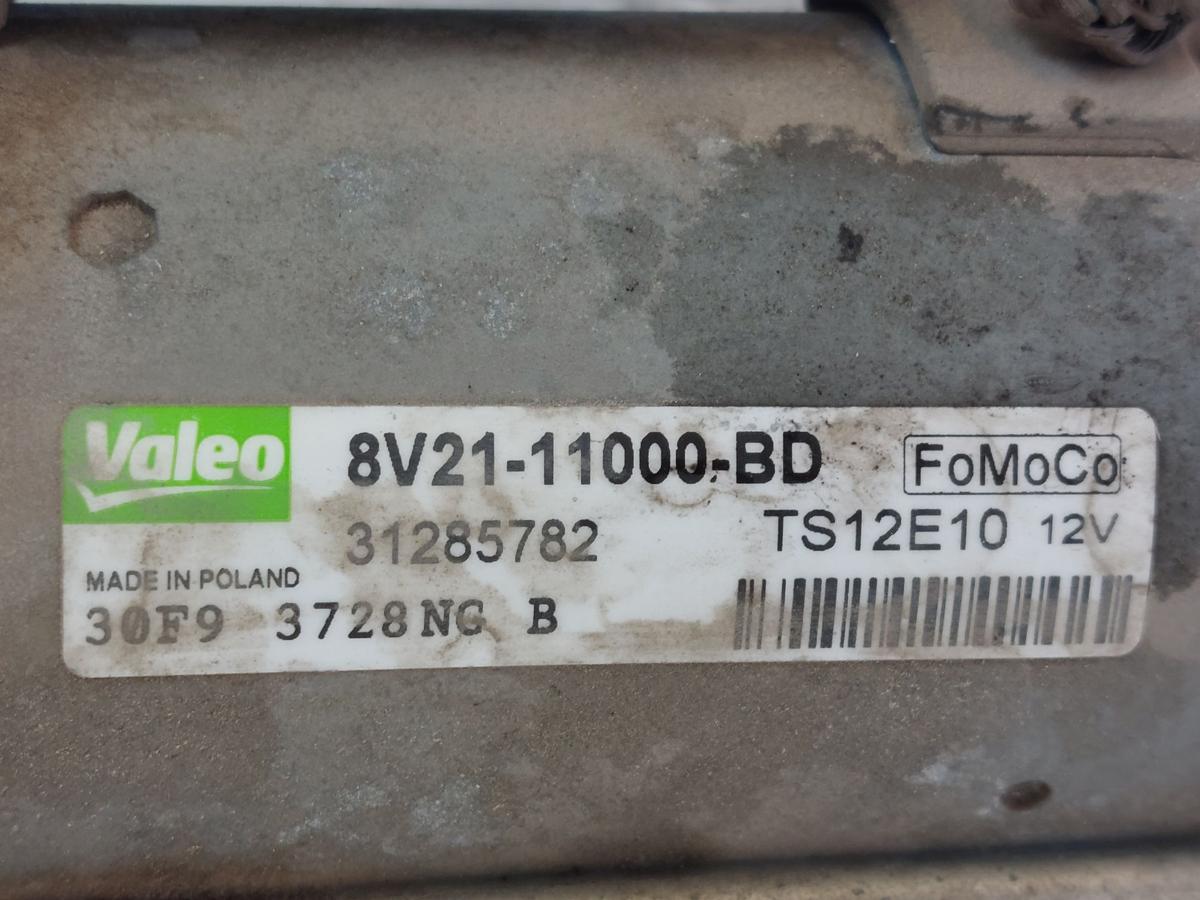 Valeo
8V21-11000-BD
FoMoCo
31285782
TS12E10 12V
MADE IN POLAND
30F9 3728NG B